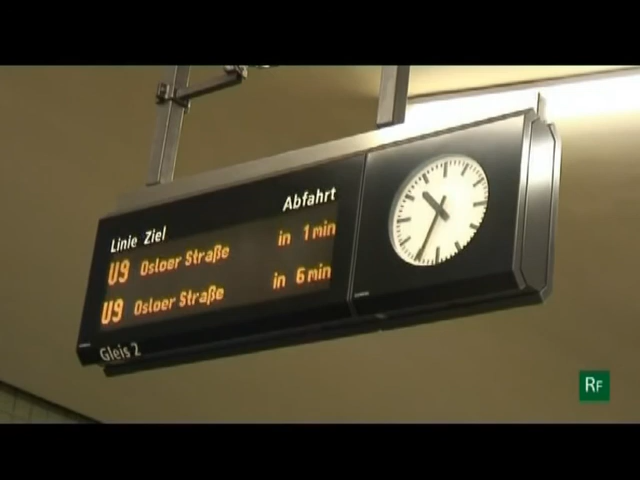 Linie Ziel Abfahrt
U9 Osloer Straße in 1 min
U9 Osloer Straße in 6 min
Gleis 2
RF